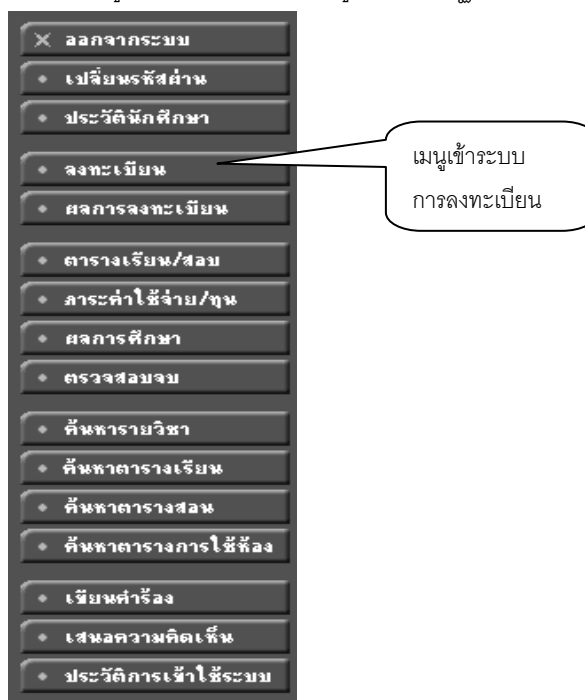 ออกจากระบบ
เปลี่ยนรหัสผ่าน
ประวัตินักศึกษา
ลงทะเบียน
เมนูเข้าระบบ
การลงทะเบียน
ผลการลงทะเบียน
ตารางเรียน/สอบ
ภาระค่าใช้จ่าย/ทุน
ผลการศึกษา
ตรวจสอบจบ
ค้นหารายวิชา
ค้นหาตารางเรียน
ค้นหาตารางสอน
ค้นหาตารางการใช้ห้อง
เขียนคำร้อง
เสนอความคิดเห็น
ประวัติการเข้าใช้ระบบ